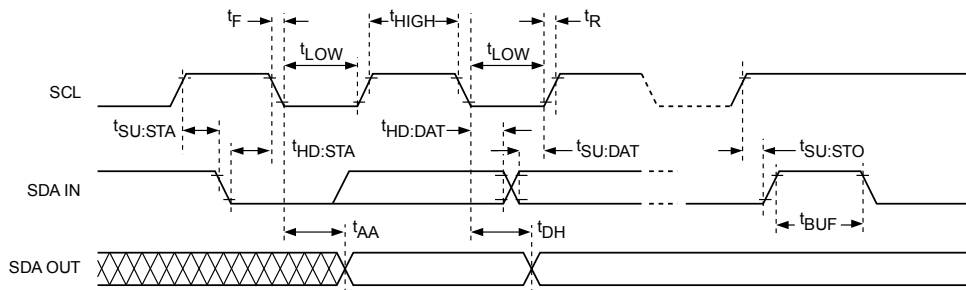 tF
tHIGH
tR
tLOW
tLOW
SCL
tSU:STA
tHD:STA
tHD:DAT
tSU:DAT
tSU:STO
SDA IN
tBUF
tAA
tDH
SDA OUT